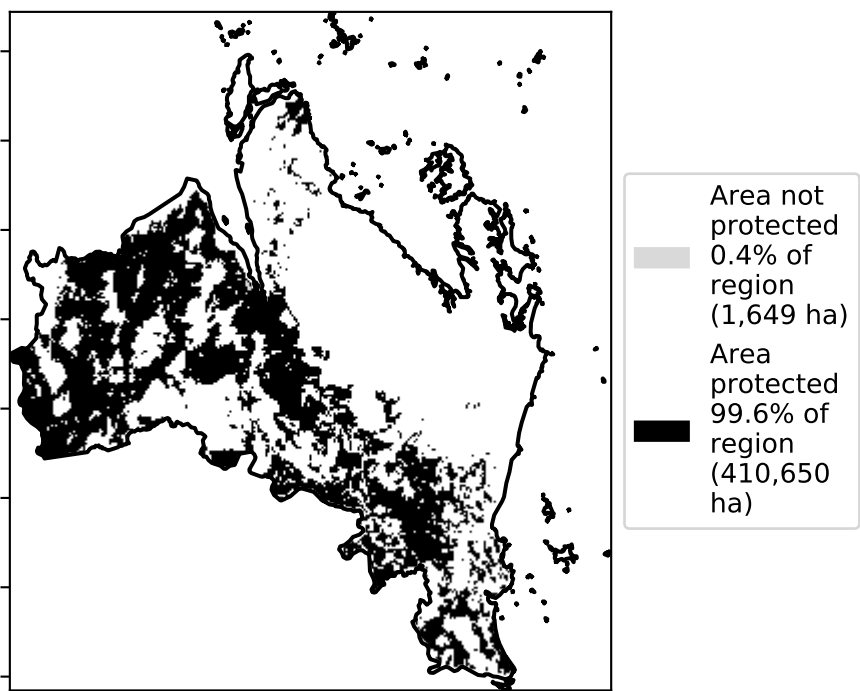 Area not
protected
0.4% of
region
(1,649 ha)
Area
protected
99.6% of
region
(410,650
ha)